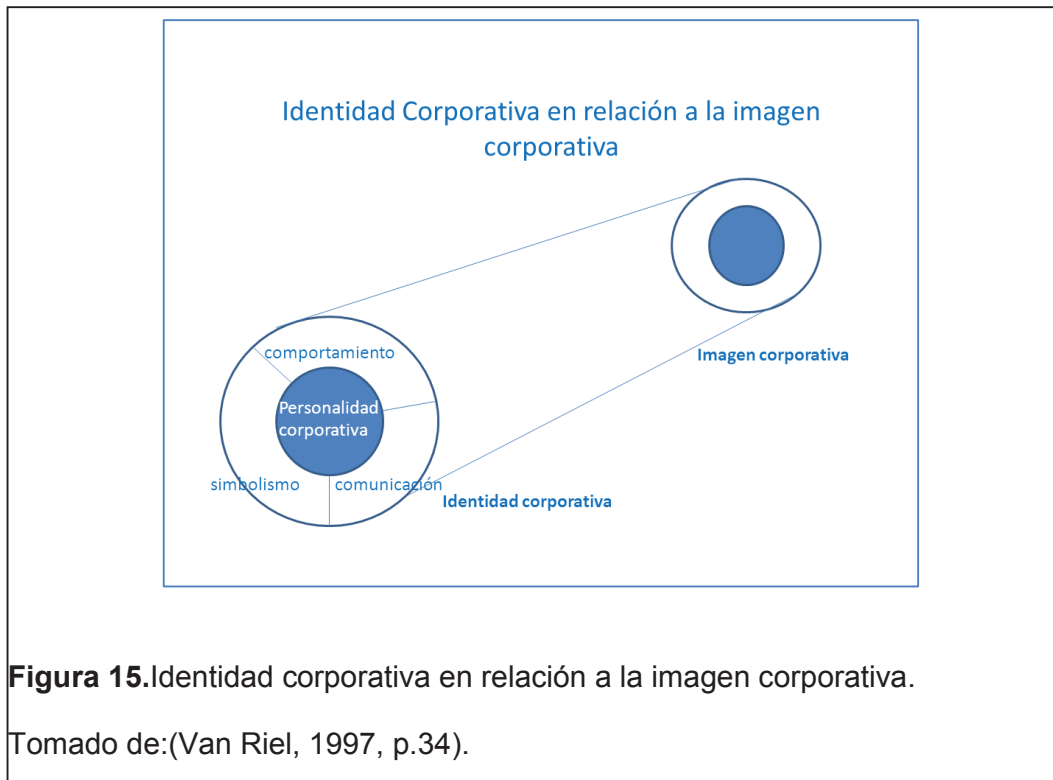 Identidad Corporativa en relación a la imagen
corporativa
comportamiento
Personalidad
corporativa
simbolismo
comunicación
Identidad corporativa
Imagen corporativa
Figura 15.Identidad corporativa en relación a la imagen corporativa.
Tomado de:(Van Riel, 1997, p.34).